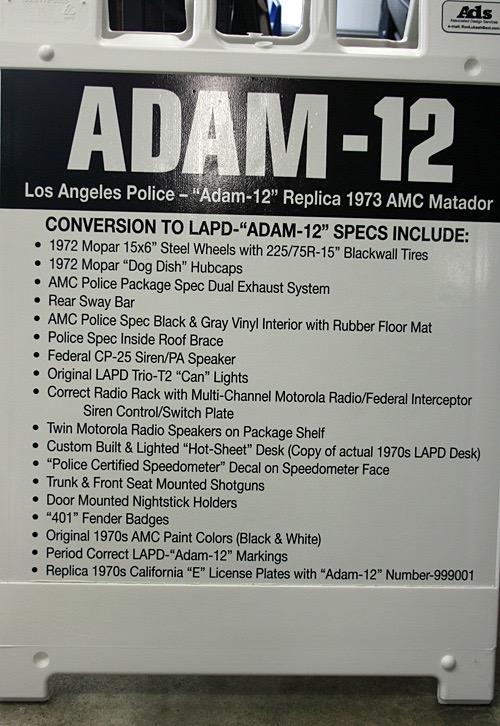 Ads
Associated Design Services
ADAM-12
Los Angeles Police – “Adam-12” Replica 1973 AMC Matador
CONVERSION TO LAPD-“ADAM-12” SPECS INCLUDE:
• 1972 Mopar 15x6” Steel Wheels with 225/75R-15” Blackwall Tires
• 1972 Mopar “Dog Dish” Hubcaps
• AMC Police Package Spec Dual Exhaust System
• Rear Sway Bar
• AMC Police Spec Black & Gray Vinyl Interior with Rubber Floor Mat
• Police Spec Inside Roof Brace
• Federal CP-25 Siren/PA Speaker
• Original LAPD Trio-T2 “Can” Lights
• Correct Radio Rack with Multi-Channel Motorola Radio/Federal Interceptor
Siren Control/Switch Plate
• Twin Motorola Radio Speakers on Package Shelf
• Custom Built & Lighted “Hot-Sheet” Desk (Copy of actual 1970s LAPD Desk)
• “Police Certified Speedometer” Decal on Speedometer Face
• Trunk & Front Seat Mounted Shotguns
• Door Mounted Nightstick Holders
• “401” Fender Badges
• Original 1970s AMC Paint Colors (Black & White)
• Period Correct LAPD-“Adam-12” Markings
• Replica 1970s California “E” License Plates with “Adam-12” Number-999001